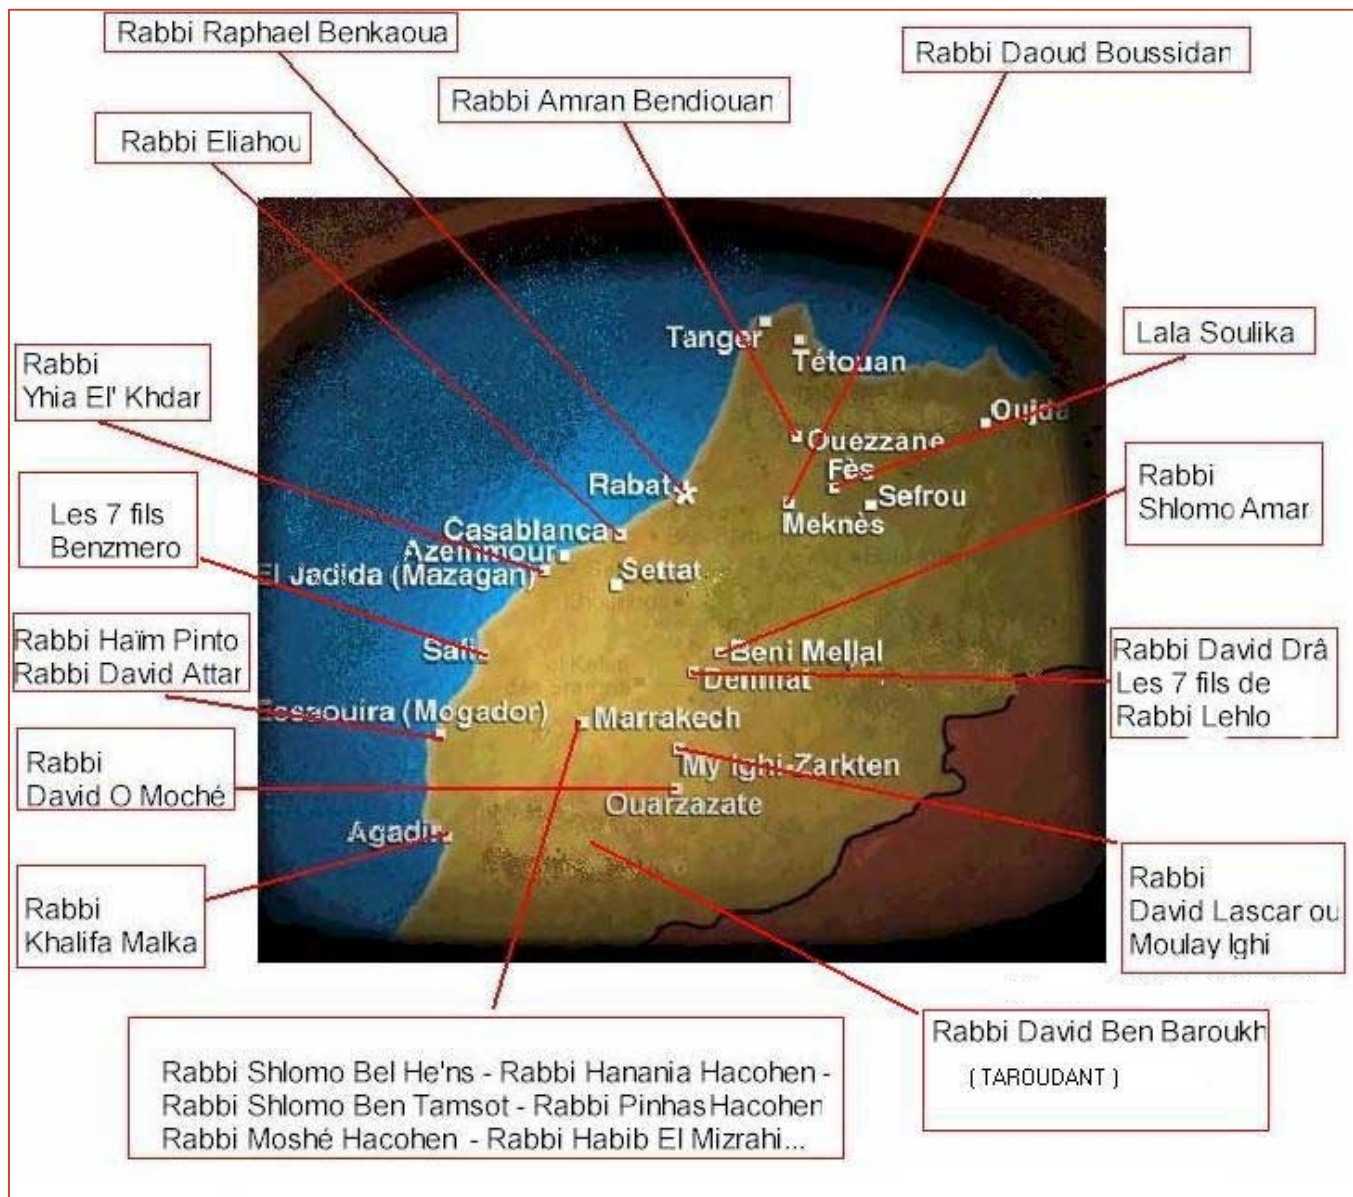 Rabbi Raphael Benkaoua
Rabbi Daoud Boussidan
Rabbi Amran Bendiouan
Rabbi Eliahou
Lala Soulika
Rabbi
Yhia El' Khdar
Les 7 fils
Benzmero
Rabbi
Shlomo Amar
Rabbi Haïm Pinto
Rabbi David Attar
Rabbi David Drâ
Les 7 fils de
Rabbi Lehlo
Rabbi
David O Moché
Rabbi
Khalifa Malka
Rabbi
David Lascar ou
Moulay Ighi
Rabbi David Ben Baroukh
( TAROUDANT )
Rabbi Shlomo Bel He'ns - Rabbi Hanania Hacohen -
Rabbi Shlomo Ben Tamsot - Rabbi Pinhas Hacohen
Rabbi Moshé Hacohen - Rabbi Habib El Mizrahi...
Tanger
Tétouan
Oujda
Ouezzane
Fès
Rabat
Sefrou
Meknès
Casablanca
Azemmour
El Jadida (Mazagan)
Settat
Safi
Beni Mellal
Demnat
Essaouira (Mogador)
Marrakech
My Ighi-Zarkten
Ouarzazate
Agadir